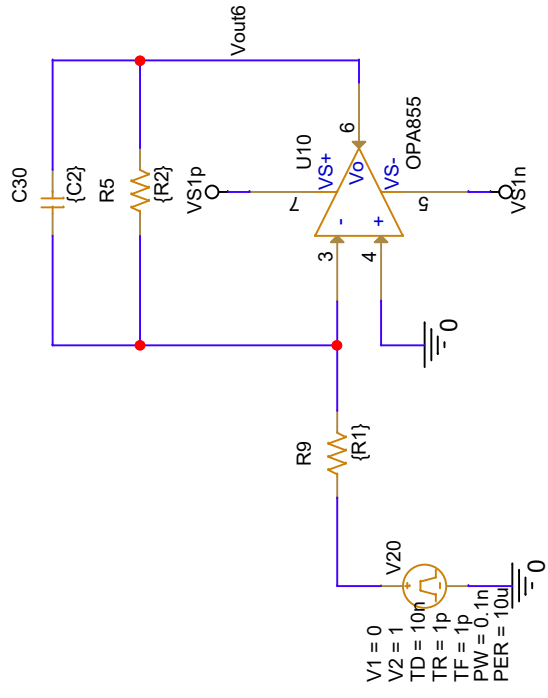 Vout6
C30
{C2}
R5
{R2}
VS1p
U10
OPA855
6
VS+
Vo
VS-
7
5
-
+
3
4
VS1n
0
R9
{R1}
V20
+
-
0
V1 = 0
V2 = 1
TD = 10n
TR = 1p
TF = 1p
PW = 0.1n
PER = 10u